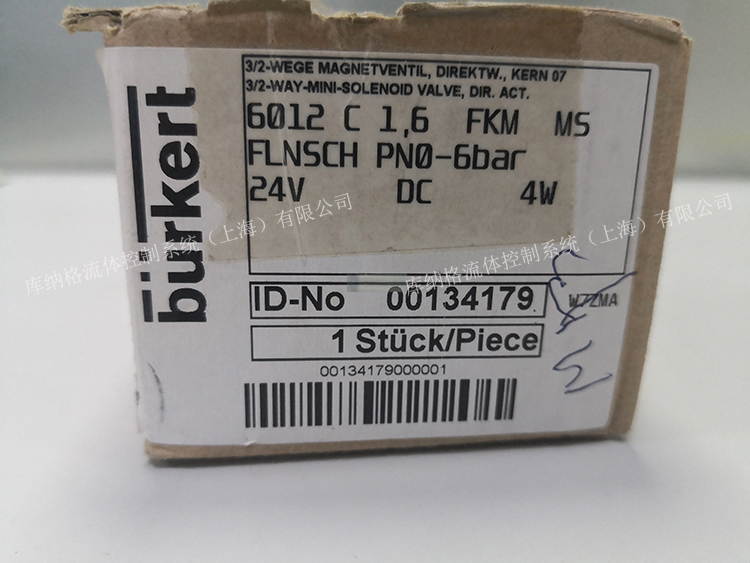 bürkert
3/2-WEGE MAGNETVENTIL, DIREKTW., KERN 07
3/2-WAY-MINI-SOLENOID VALVE, DIR. ACT.
6012 C 1,6 FKM MS
FLNSCH PN0-6bar
24V DC 4W
库纳格流体控制系统（上海）有限公司
库纳格流体控制系统（上海）有限公司
ID-No 00134179
W7ZMA
1 Stück/Piece
00134179000001